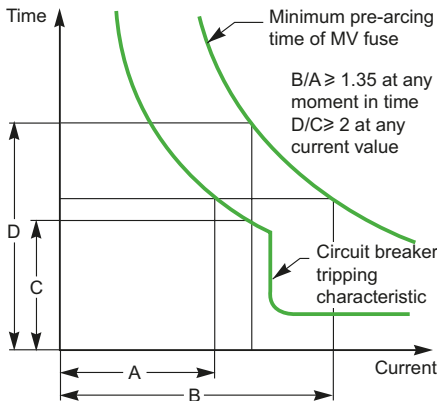 Time
Minimum pre-arcing
time of MV fuse
B/A ⩾ 1.35 at any
moment in time
D/C⩾ 2 at any
current value
D
C
Circuit breaker
tripping
characteristic
Current
A
B